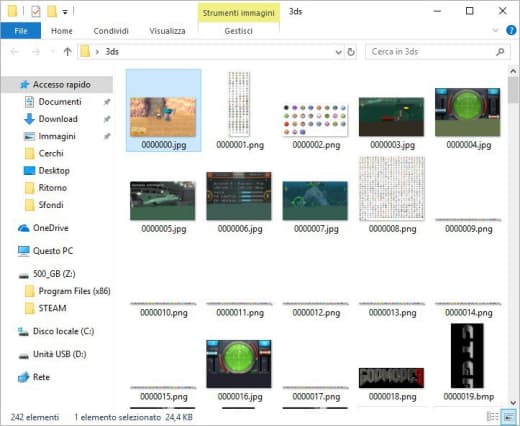 Strumenti immagini 3ds
File Home Condividi Visualizza Gestisci
3ds Cerca in 3ds
Accesso rapido
Documenti
Download
Immagini
Cerchi
Desktop
Ritorno
Sfondi
OneDrive
Questo PC
500_GB (Z:)
Program Files (x86)
STEAM
Disco locale (C:)
Unità USB (D:)
Rete
0000000.jpg 0000001.png 0000002.png 0000003.jpg 0000004.jpg
0000005.jpg 0000006.jpg 0000007.jpg 0000008.png 0000009.png
0000010.png 0000011.png 0000012.png 0000013.png 0000014.png
GODMODE9
0000015.png 0000016.jpg 0000017.png 0000018.png 0000019.bmp
242 elementi 1 elemento selezionato 24,4 KB